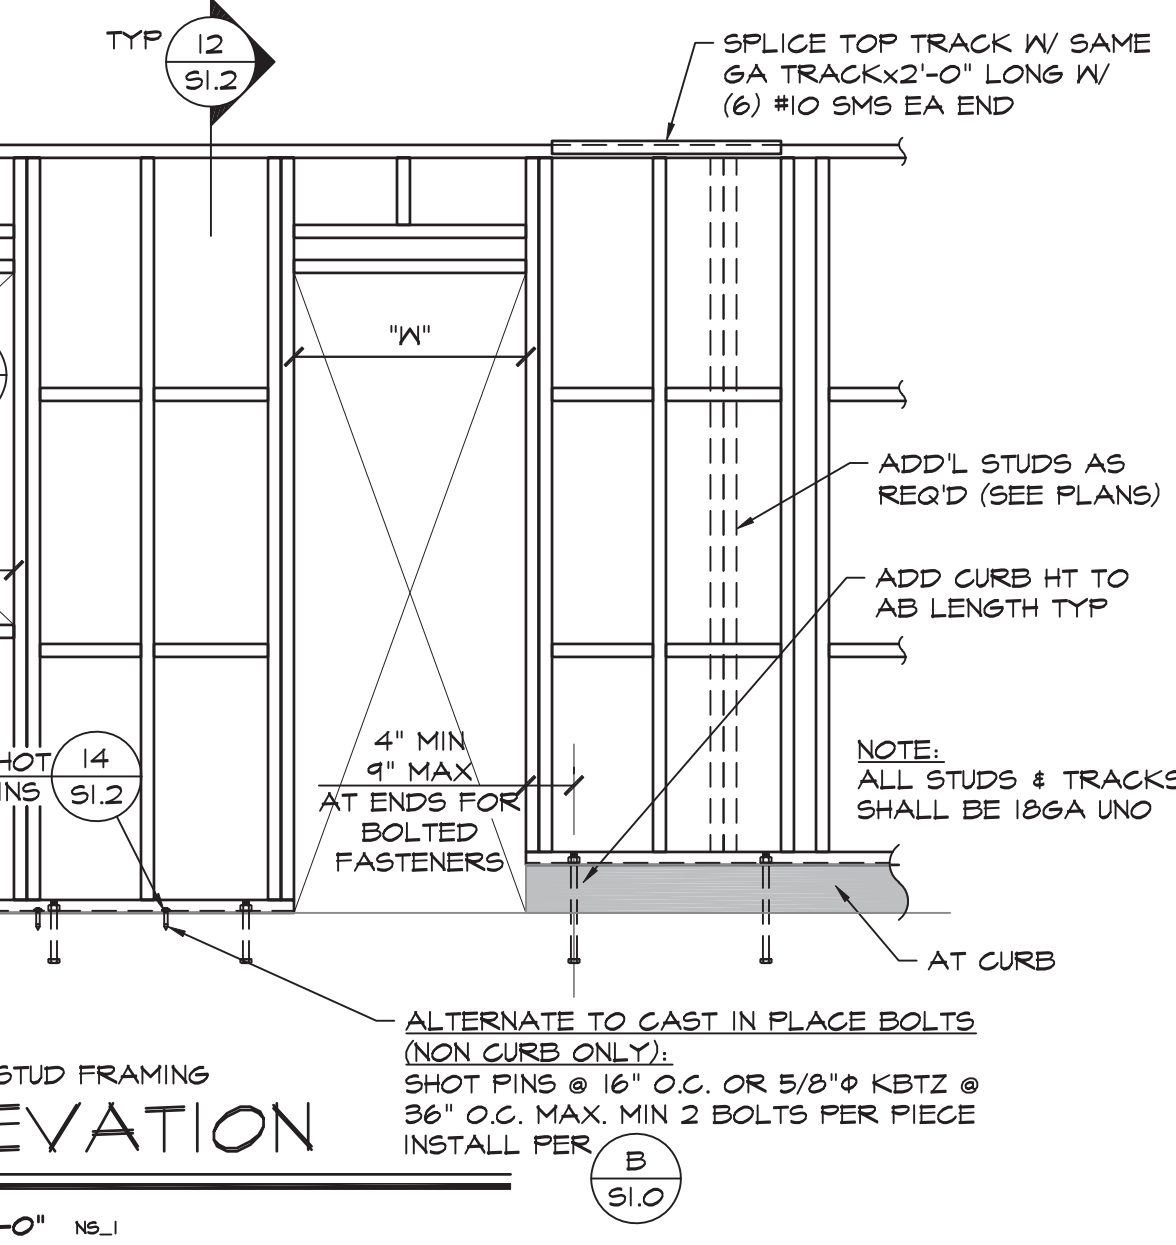 TYP
12
S1.2
SPLICE TOP TRACK W/ SAME
GA TRACKx2'-0" LONG W/
(6) #10 SMS EA END
"W"
ADD'L STUDS AS
REQ'D (SEE PLANS)
ADD CURB HT TO
AB LENGTH TYP
4" MIN
9" MAX
AT ENDS FOR
BOLTED
FASTENERS
HOT
INS
14
S1.2
NOTE:
ALL STUDS & TRACKS
SHALL BE 18GA UNO
AT CURB
ALTERNATE TO CAST IN PLACE BOLTS
(NON CURB ONLY):
SHOT PINS @ 16" O.C. OR 5/8"Φ KBTZ @
36" O.C. MAX. MIN 2 BOLTS PER PIECE
INSTALL PER
B
S1.0
STUD FRAMING
EVATION
-0" NS_1